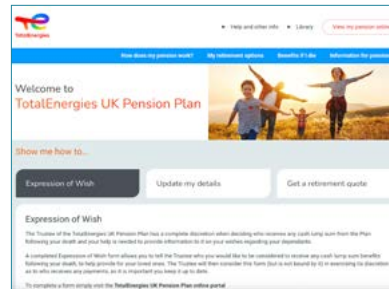 TotalEnergies
Help and other info
Library
View my pension online
How does my pension work?
My retirement options
Benefits if I die
Information for pension
Welcome to
TotalEnergies UK Pension Plan
Show me how to...
Expression of Wish
Update my details
Get a retirement quote
Expression of Wish
The Trustee of the TotalEnergies UK Pension Plan has a complete discretion when deciding who receives any cash lump sum from the Plan
following your death and your help is needed to provide information to it on your wishes regarding your dependants.
A completed Expression of Wish form allows you to tell the Trustee who you would like to be considered to receive any cash lump sum benefits
following your death, to help provide for your loved ones. The Trustee will then consider this form (but is not bound by it) in exercising its discretion
as to who receives any payments, so it is important you keep it up to date.
To complete a form simply visit the TotalEnergies UK Pension Plan online portal